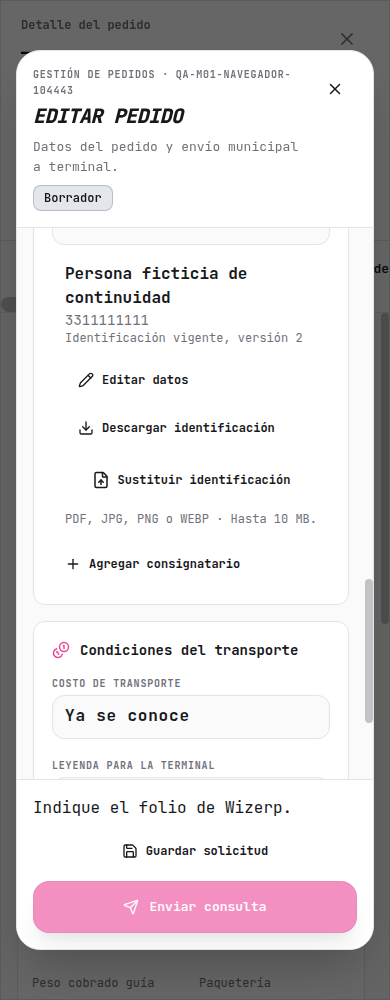 Detalle del pedido
GESTIÓN DE PEDIDOS · QA-M01-NAVEGADOR-
104443
EDITAR PEDIDO
Datos del pedido y envío municipal
a terminal.
Borrador
de
Persona ficticia de
continuidad
3311111111
Identificación vigente, versión 2
Editar datos
Descargar identificación
Sustituir identificación
PDF, JPG, PNG o WEBP · Hasta 10 MB.
Agregar consignatario
Condiciones del transporte
COSTO DE TRANSPORTE
Ya se conoce
LEYENDA PARA LA TERMINAL
Indique el folio de Wizerp.
Guardar solicitud
Enviar consulta
Peso cobrado guía Paquetería